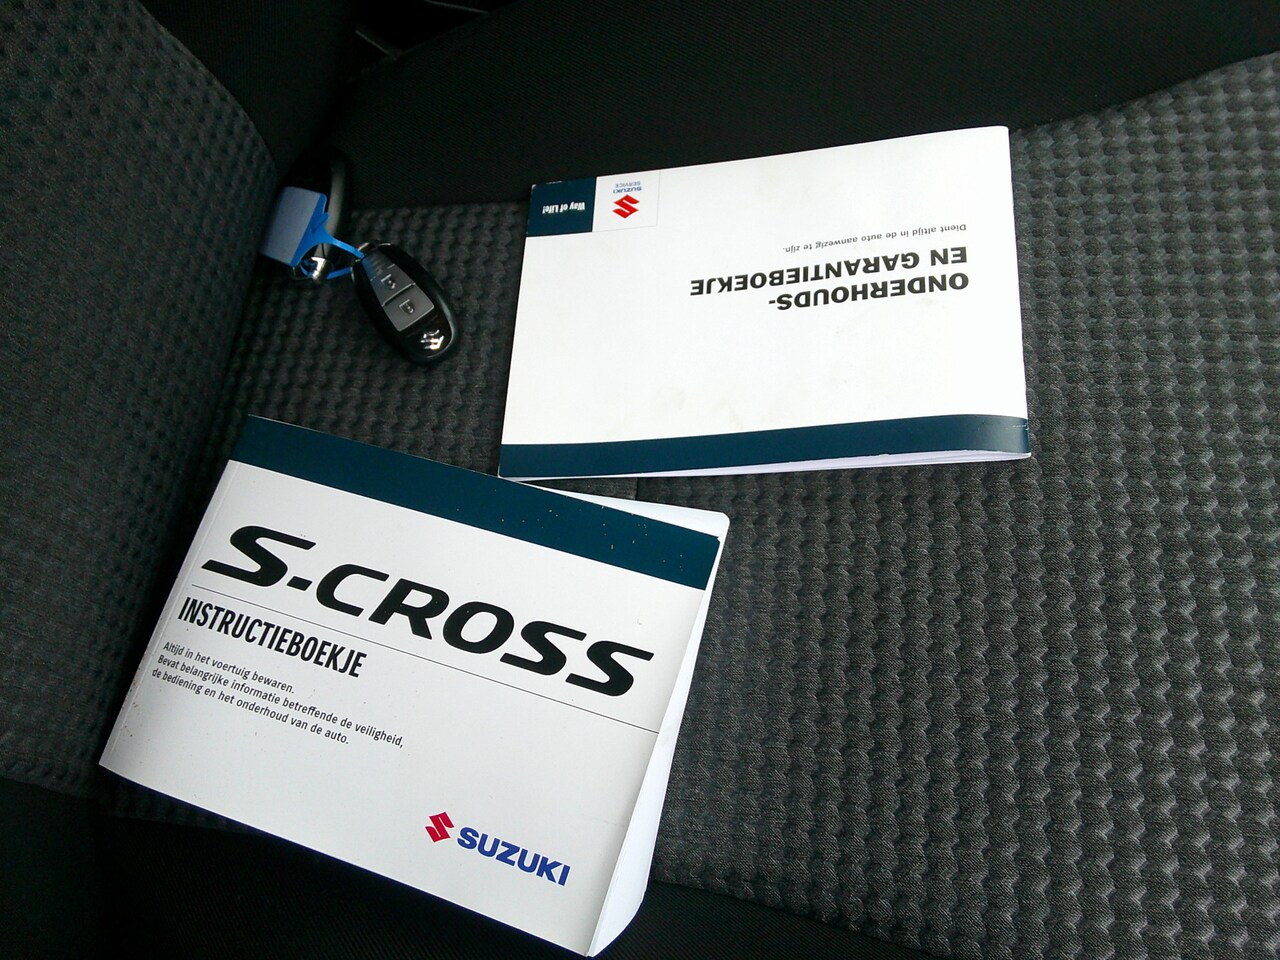 Way of Life!
SUZUKI
SERVICE
ONDERHOUDS-
EN GARANTIEBOEKJE
Dient altijd in de auto aanwezig te zijn.
S-CROSS
INSTRUCTIEBOEKJE
Altijd in het voertuig bewaren.
Bevat belangrijke informatie betreffende de veiligheid,
de bediening en het onderhoud van de auto.
SUZUKI